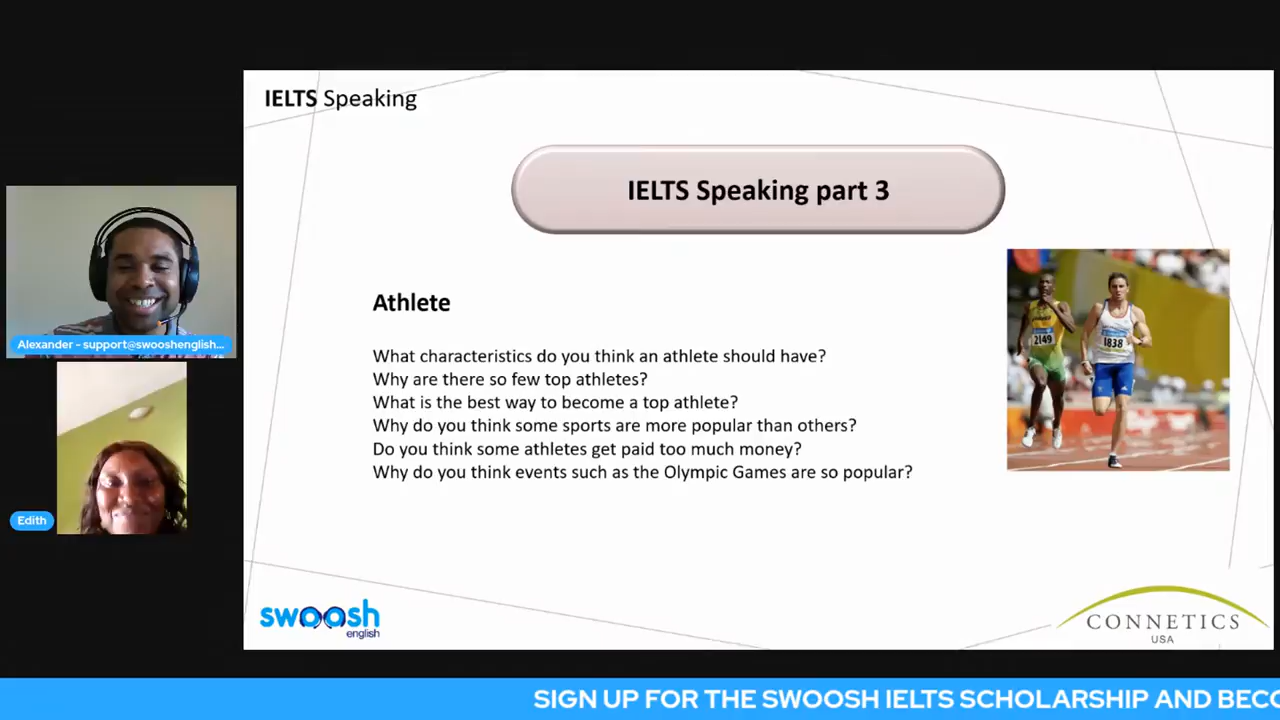 IELTS Speaking
IELTS Speaking part 3
Athlete
What characteristics do you think an athlete should have?
Why are there so few top athletes?
What is the best way to become a top athlete?
Why do you think some sports are more popular than others?
Do you think some athletes get paid too much money?
Why do you think events such as the Olympic Games are so popular?
2149
1838
Alexander - support@swooshenglish...
Edith
swoosh
english
CONNETICS
USA
SIGN UP FOR THE SWOOSH IELTS SCHOLARSHIP AND BECO